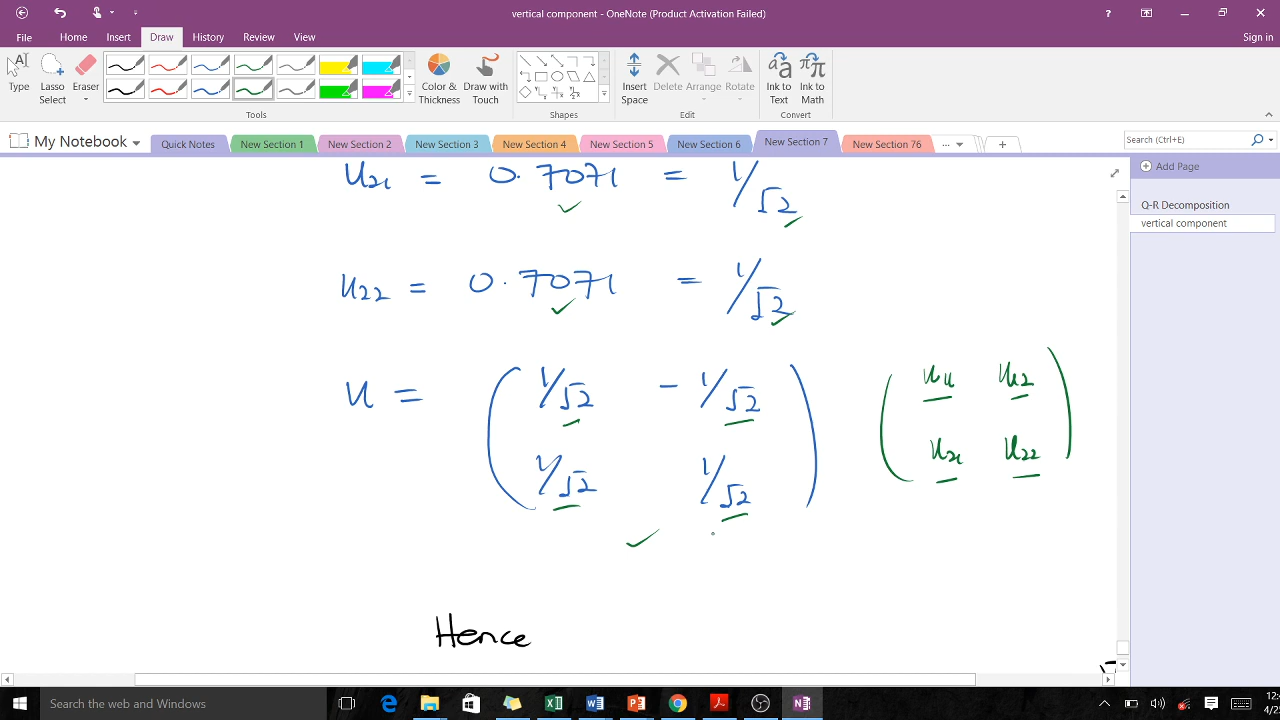 vertical component - OneNote (Product Activation Failed)
? 
File Home Insert Draw History Review View Sign in
Type Lasso Select Eraser Color & Thickness Draw with Touch Insert Space Delete Arrange Rotate Ink to Text Ink to Math
Tools Shapes Edit Convert
My Notebook Quick Notes New Section 1 New Section 2 New Section 3 New Section 4 New Section 5 New Section 6 New Section 7 New Section 76 ... + Search (Ctrl+E)
Add Page
Q-R Decomposition
vertical component
u21 = 0.7071 = 1/√2
u22 = 0.7071 = 1/√2
u = ( 1/√2 - 1/√2 ) ( u11 u12 )
1/√2 1/√2 u21 u22
Hence
Search the web and Windows